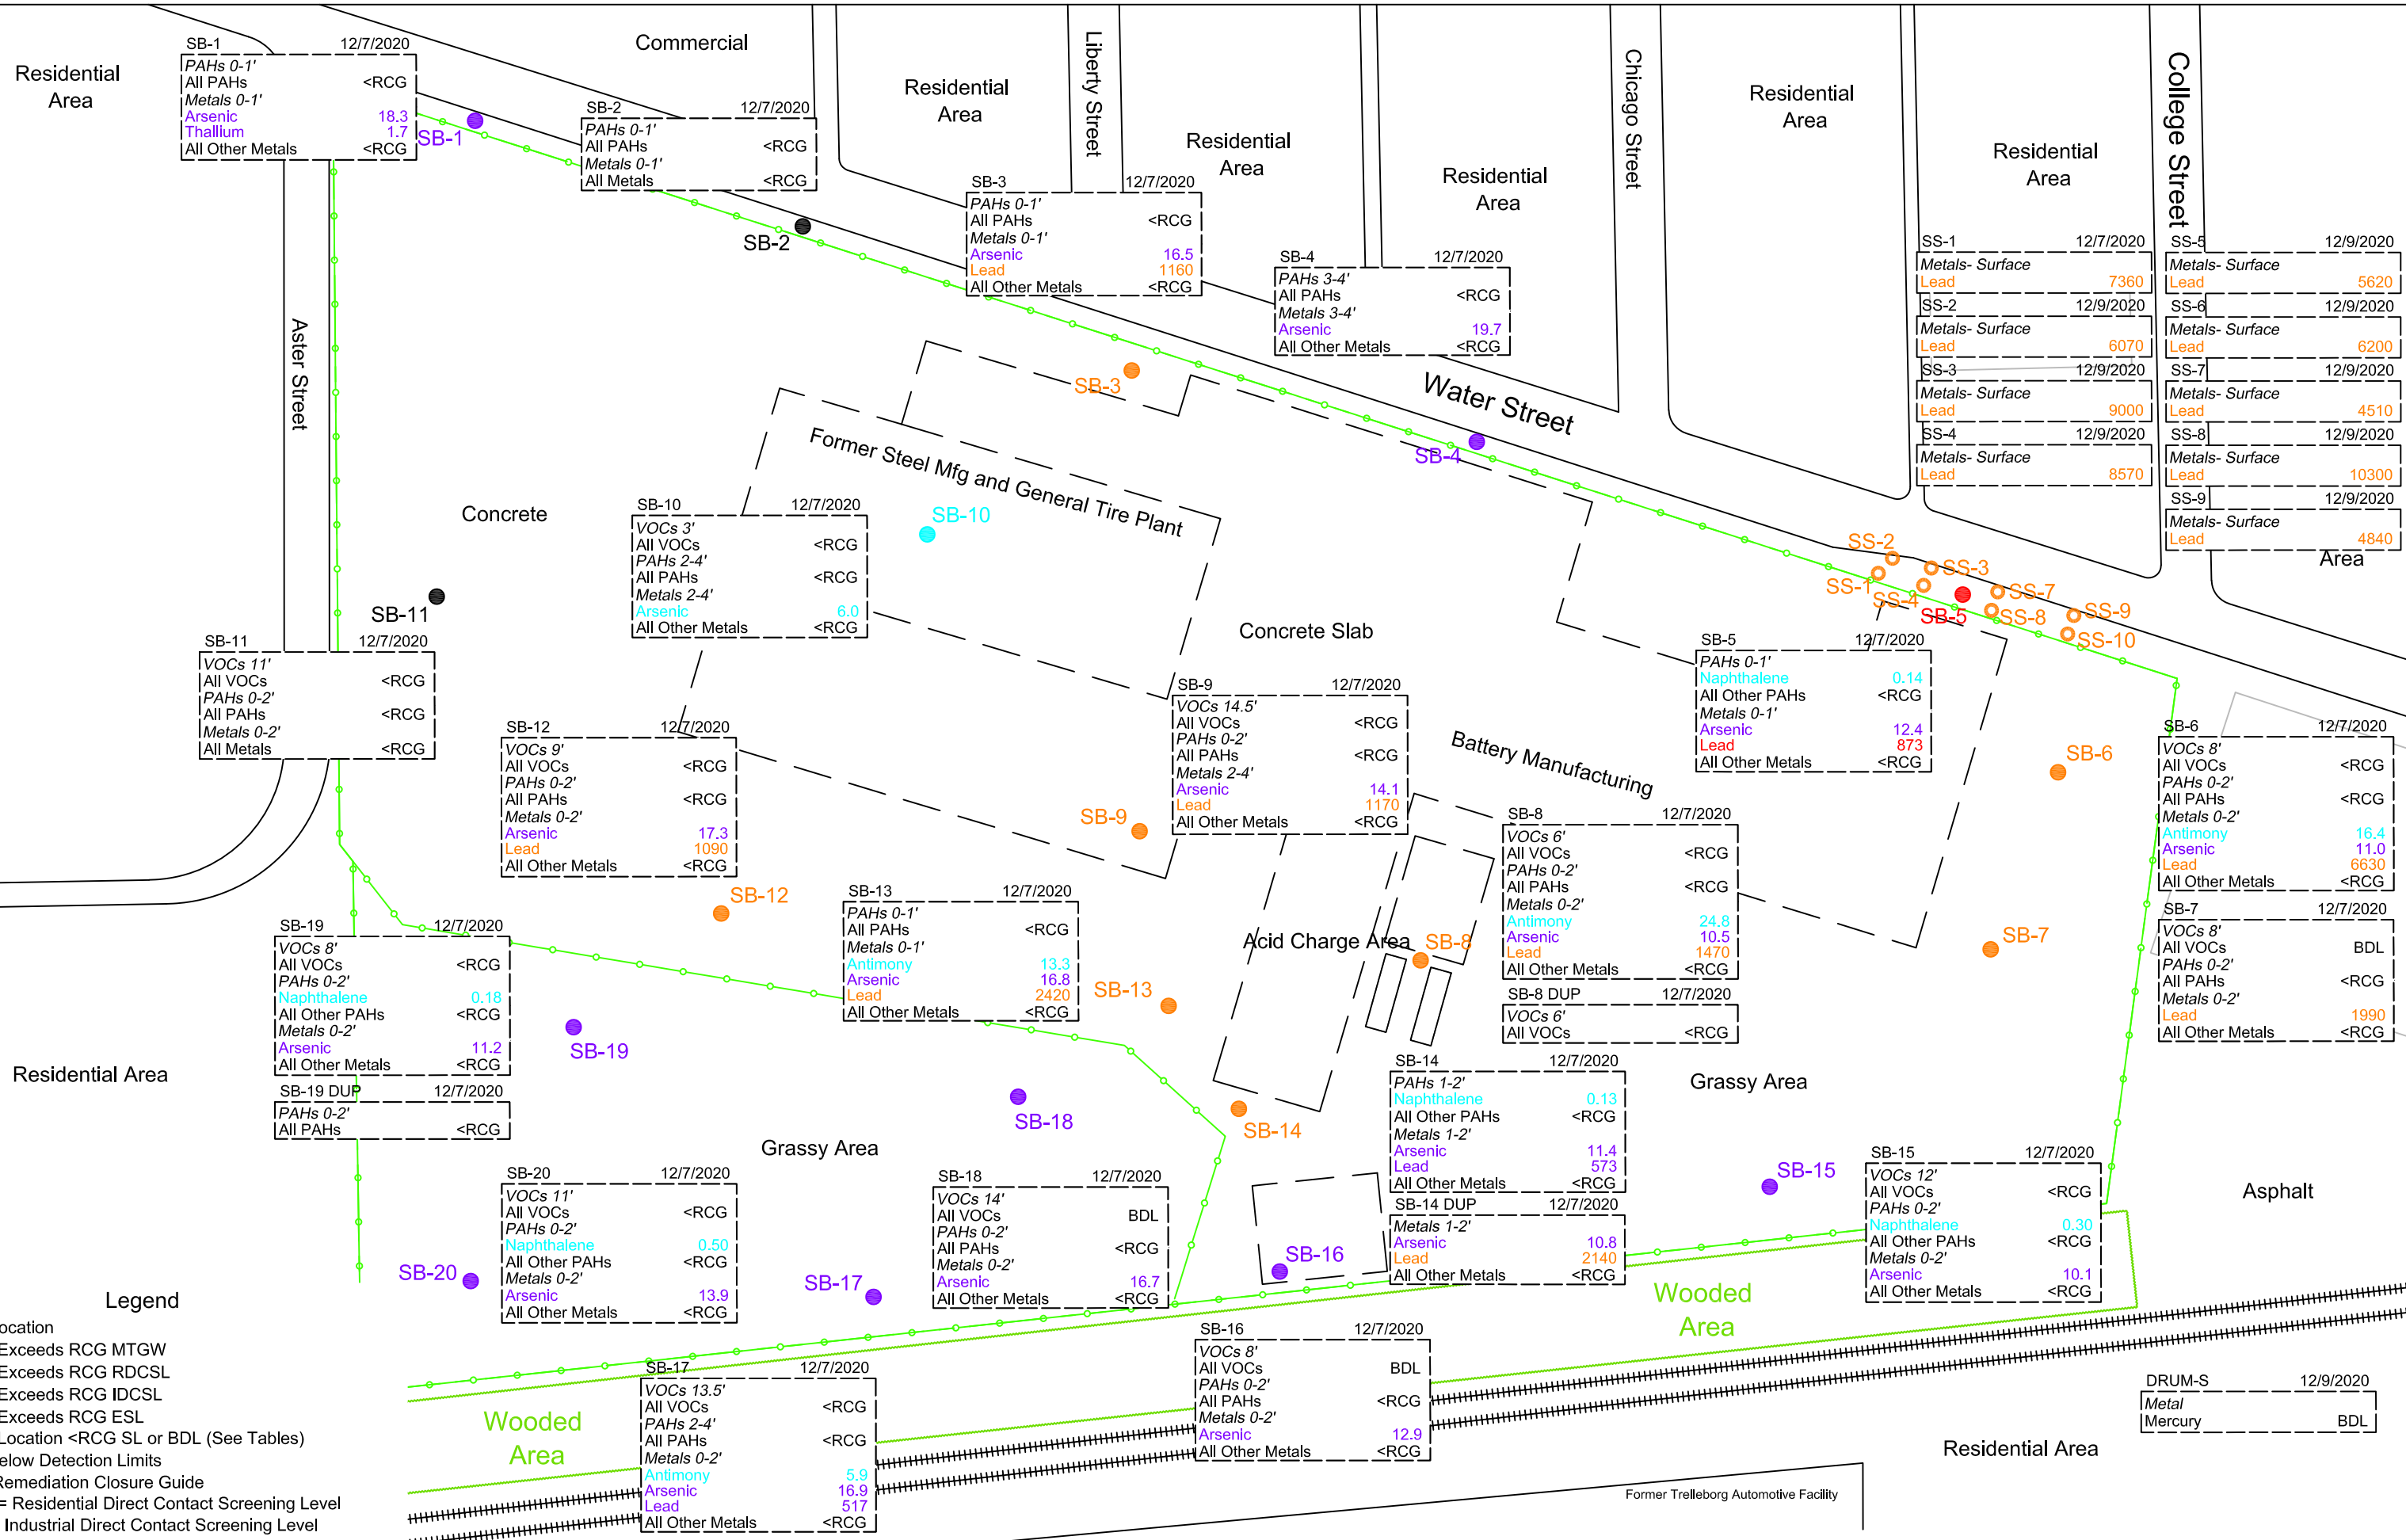 Residential
Area
SB-1 12/7/2020
PAHs 0-1'
All PAHs <RCG
Metals 0-1'
Arsenic 18.3
Thallium 1.7
All Other Metals <RCG
SB-1
Commercial
SB-2 12/7/2020
PAHs 0-1'
All PAHs <RCG
Metals 0-1'
All Metals <RCG
SB-2
Residential
Area
Liberty Street
SB-3 12/7/2020
PAHs 0-1'
All PAHs <RCG
Metals 0-1'
Arsenic 16.5
Lead 1160
All Other Metals <RCG
SB-3
Residential
Area
SB-4 12/7/2020
PAHs 3-4'
All PAHs <RCG
Metals 3-4'
Arsenic 19.7
All Other Metals <RCG
SB-4
Residential
Area
Chicago Street
Residential
Area
Residential
Area
College Street
SS-1 12/7/2020
Metals- Surface
Lead 7360
SS-2 12/9/2020
Metals- Surface
Lead 6070
SS-3 12/9/2020
Metals- Surface
Lead 9000
SS-4 12/9/2020
Metals- Surface
Lead 8570
SS-5 12/9/2020
Metals- Surface
Lead 5620
SS-6 12/9/2020
Metals- Surface
Lead 6200
SS-7 12/9/2020
Metals- Surface
Lead 4510
SS-8 12/9/2020
Metals- Surface
Lead 10300
SS-9 12/9/2020
Metals- Surface
Lead 4840
Area
Aster Street
Water Street
Former Steel Mfg and General Tire Plant
Concrete
SB-10 12/7/2020
VOCs 3'
All VOCs <RCG
PAHs 2-4'
All PAHs <RCG
Metals 2-4'
Arsenic 6.0
All Other Metals <RCG
SB-10
SS-2
SS-3
SS-1
SS-4
SS-7
SB-5
SS-8
SS-9
SS-10
SB-11
SB-11 12/7/2020
VOCs 11'
All VOCs <RCG
PAHs 0-2'
All PAHs <RCG
Metals 0-2'
All Metals <RCG
Concrete Slab
SB-5 12/7/2020
PAHs 0-1'
Naphthalene 0.14
All Other PAHs <RCG
Metals 0-1'
Arsenic 12.4
Lead 873
All Other Metals <RCG
SB-9 12/7/2020
VOCs 14.5'
All VOCs <RCG
PAHs 0-2'
All PAHs <RCG
Metals 2-4'
Arsenic 14.1
Lead 1170
All Other Metals <RCG
SB-9
Battery Manufacturing
SB-12 12/7/2020
VOCs 9'
All VOCs <RCG
PAHs 0-2'
All PAHs <RCG
Metals 0-2'
Arsenic 17.3
Lead 1090
All Other Metals <RCG
SB-12
SB-6
SB-6 12/7/2020
VOCs 8'
All VOCs <RCG
PAHs 0-2'
All PAHs <RCG
Metals 0-2'
Antimony 16.4
Arsenic 11.0
Lead 6630
All Other Metals <RCG
SB-8 12/7/2020
VOCs 6'
All VOCs <RCG
PAHs 0-2'
All PAHs <RCG
Metals 0-2'
Antimony 24.8
Arsenic 10.5
Lead 1470
All Other Metals <RCG
SB-8 DUP 12/7/2020
VOCs 6'
All VOCs <RCG
Acid Charge Area
SB-8
SB-7
SB-7 12/7/2020
VOCs 8'
All VOCs BDL
PAHs 0-2'
All PAHs <RCG
Metals 0-2'
Lead 1990
All Other Metals <RCG
SB-13 12/7/2020
PAHs 0-1'
All PAHs <RCG
Metals 0-1'
Antimony 13.3
Arsenic 16.8
Lead 2420
All Other Metals <RCG
SB-13
SB-19 12/7/2020
VOCs 8'
All VOCs <RCG
PAHs 0-2'
Naphthalene 0.18
All Other PAHs <RCG
Metals 0-2'
Arsenic 11.2
All Other Metals <RCG
SB-19 DUP 12/7/2020
PAHs 0-2'
All PAHs <RCG
SB-19
Residential Area
SB-18
SB-14
SB-14 12/7/2020
PAHs 1-2'
Naphthalene 0.13
All Other PAHs <RCG
Metals 1-2'
Arsenic 11.4
Lead 573
All Other Metals <RCG
SB-14 DUP 12/7/2020
Metals 1-2'
Arsenic 10.8
Lead 2140
All Other Metals <RCG
Grassy Area
Grassy Area
SB-20 12/7/2020
VOCs 11'
All VOCs <RCG
PAHs 0-2'
Naphthalene 0.50
All Other PAHs <RCG
Metals 0-2'
Arsenic 13.9
All Other Metals <RCG
SB-20
SB-18 12/7/2020
VOCs 14'
All VOCs BDL
PAHs 0-2'
All PAHs <RCG
Metals 0-2'
Arsenic 16.7
All Other Metals <RCG
SB-17
SB-16
SB-15
SB-15 12/7/2020
VOCs 12'
All VOCs <RCG
PAHs 0-2'
Naphthalene 0.30
All Other PAHs <RCG
Metals 0-2'
Arsenic 10.1
All Other Metals <RCG
Asphalt
Wooded
Area
SB-16 12/7/2020
VOCs 8'
All VOCs BDL
PAHs 0-2'
All PAHs <RCG
Metals 0-2'
Arsenic 12.9
All Other Metals <RCG
SB-17 12/7/2020
VOCs 13.5'
All VOCs <RCG
PAHs 2-4'
All PAHs <RCG
Metals 0-2'
Antimony 5.9
Arsenic 16.9
Lead 517
All Other Metals <RCG
Wooded
Area
DRUM-S 12/9/2020
Metal
Mercury BDL
Residential Area
Former Trelleborg Automotive Facility
Legend
ocation
Exceeds RCG MTGW
Exceeds RCG RDCSL
Exceeds RCG IDCSL
Exceeds RCG ESL
Location <RCG SL or BDL (See Tables)
elow Detection Limits
Remediation Closure Guide
= Residential Direct Contact Screening Level
Industrial Direct Contact Screening Level